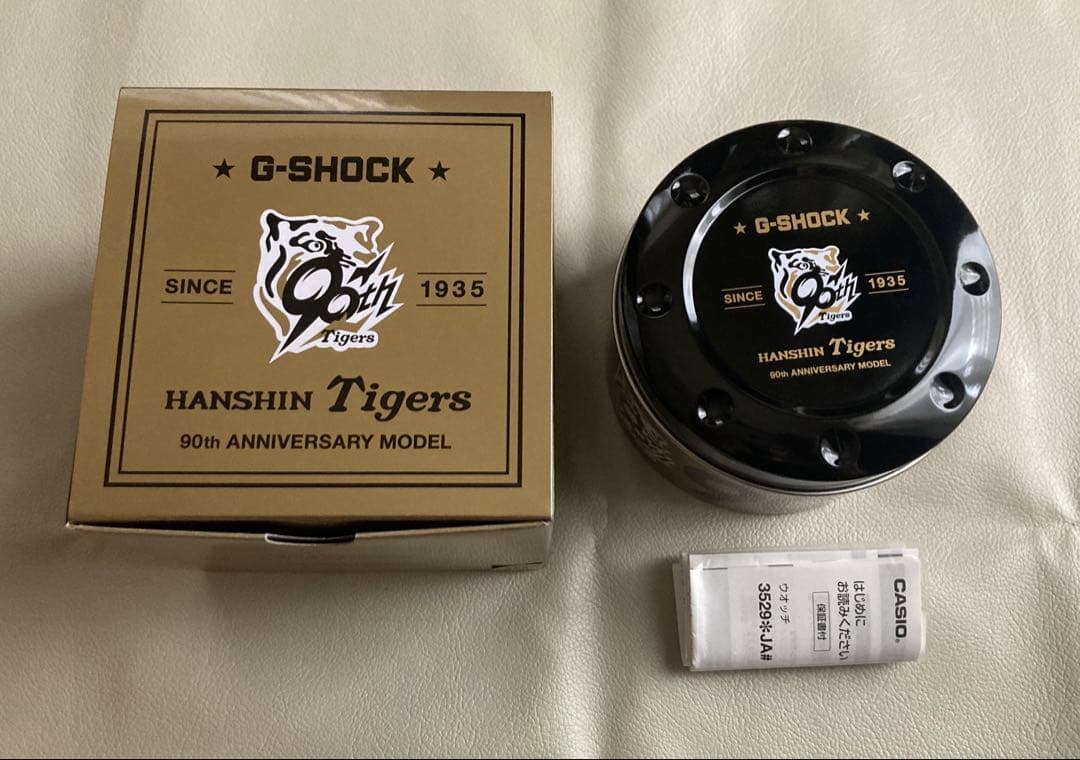 ★ G-SHOCK ★
90th
Tigers
SINCE 1935
HANSHIN Tigers
90th ANNIVERSARY MODEL
★ G-SHOCK ★
90th
Tigers
SINCE 1935
HANSHIN Tigers
90th ANNIVERSARY MODEL
CASIO®
はじめに
お読みください
保証書付
ウオッチ
3529※JA#